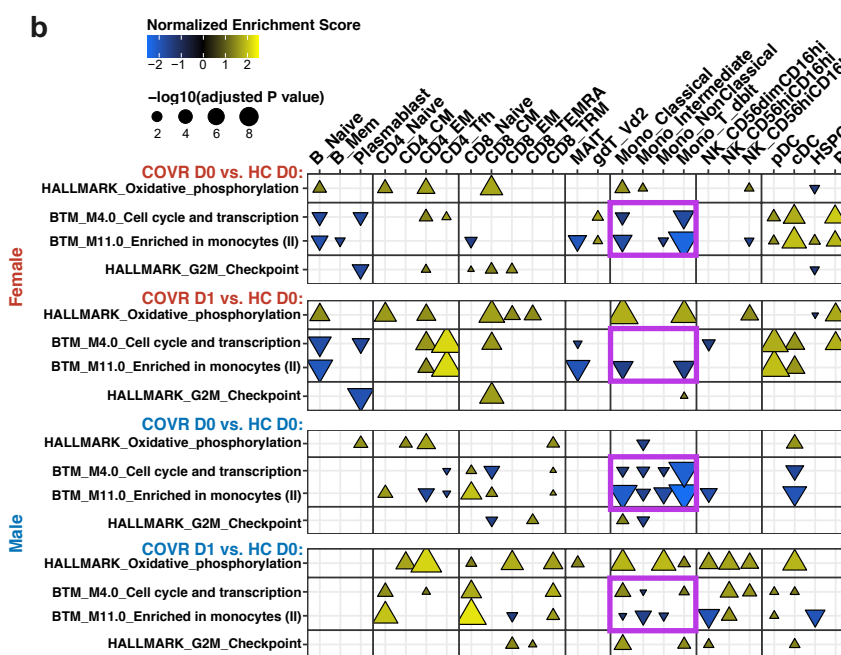 b
Normalized Enrichment Score
−2 −1 0 1 2
−log10(adjusted P value)
2 4 6 8
B_Naive
B_Mem
Plasmablast
CD4_Naive
CD4_CM
CD4_EM
CD4_Tfh
CD8_Naive
CD8_CM
CD8_EM
CD8_TEMRA
CD8_TRM
MAIT
gdT_Vd2
Mono_Classical
Mono_Intermediate
Mono_NonClassical
Mono_T_dblt
NK_CD56dimCD16hi
NK_CD56hiCD16hi
NK_CD56hiCD16
pDC
cDC
HSPC
Female
COVR D0 vs. HC D0:
HALLMARK_Oxidative_phosphorylation
BTM_M4.0_Cell cycle and transcription
BTM_M11.0_Enriched in monocytes (II)
HALLMARK_G2M_Checkpoint
COVR D1 vs. HC D0:
HALLMARK_Oxidative_phosphorylation
BTM_M4.0_Cell cycle and transcription
BTM_M11.0_Enriched in monocytes (II)
HALLMARK_G2M_Checkpoint
Male
COVR D0 vs. HC D0:
HALLMARK_Oxidative_phosphorylation
BTM_M4.0_Cell cycle and transcription
BTM_M11.0_Enriched in monocytes (II)
HALLMARK_G2M_Checkpoint
COVR D1 vs. HC D0:
HALLMARK_Oxidative_phosphorylation
BTM_M4.0_Cell cycle and transcription
BTM_M11.0_Enriched in monocytes (II)
HALLMARK_G2M_Checkpoint